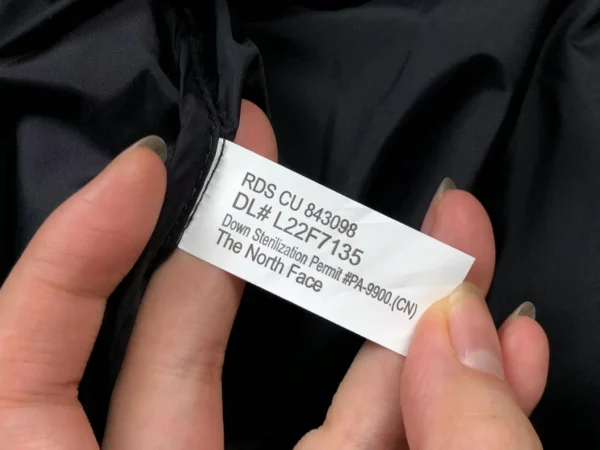 RDS CU 843098
DL# L22F7135
Down Sterilization Permit #PA-9900.(CN)
The North Face